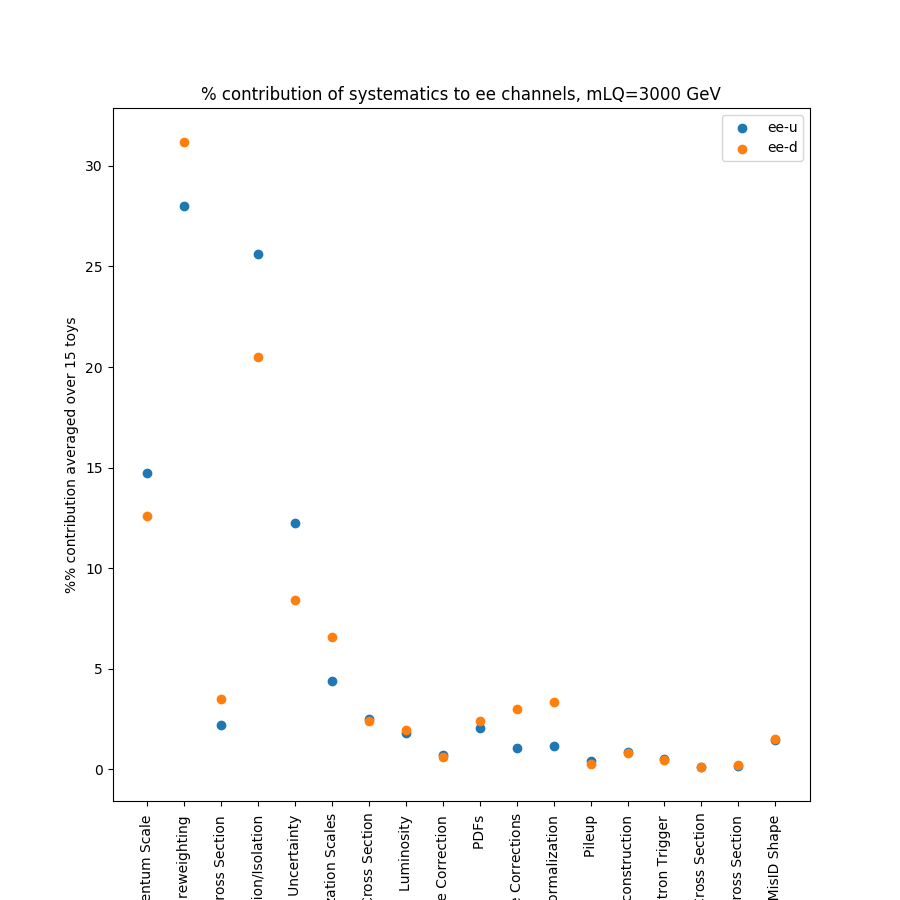 % contribution of systematics to ee channels, mLQ=3000 GeV
ee-u
ee-d
%% contribution averaged over 15 toys
30
25
20
15
10
5
0
entum Scale
reweighting
ross Section
ion/Isolation
Uncertainty
zation Scales
Cross Section
Luminosity
e Correction
PDFs
e Corrections
ormalization
Pileup
construction
tron Trigger
Cross Section
ross Section
MisID Shape